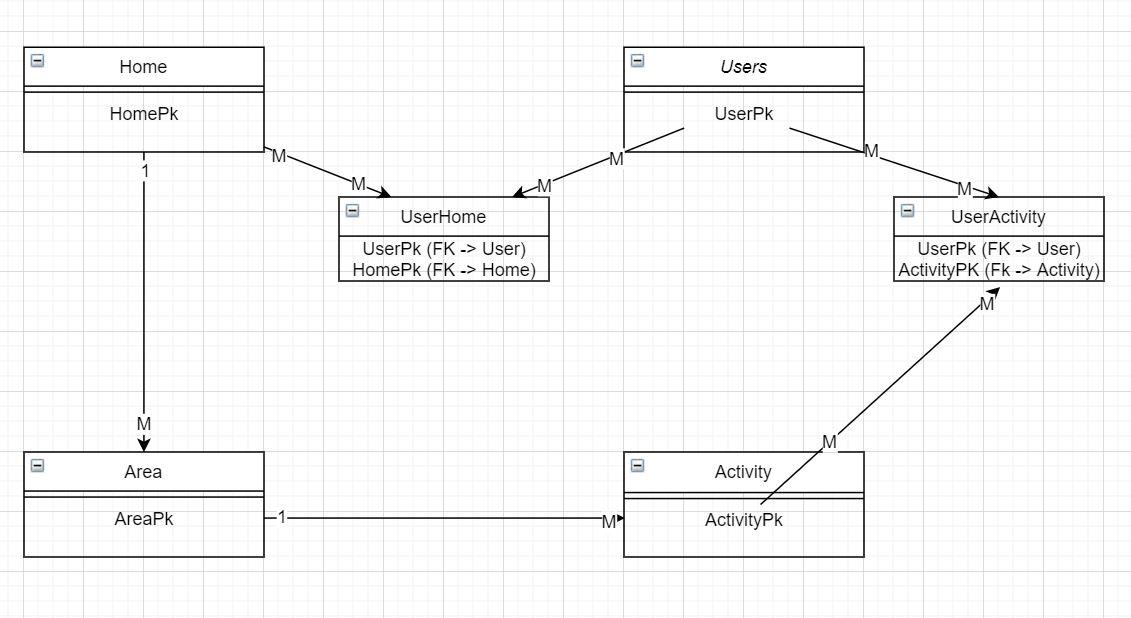 Home
HomePk
Users
UserPk
M
M
M
M
M
M
1
UserHome
UserPk (FK -> User)
HomePk (FK -> Home)
UserActivity
UserPk (FK -> User)
ActivityPK (Fk -> Activity)
M
M
M
Area
AreaPk
1
M
Activity
ActivityPk